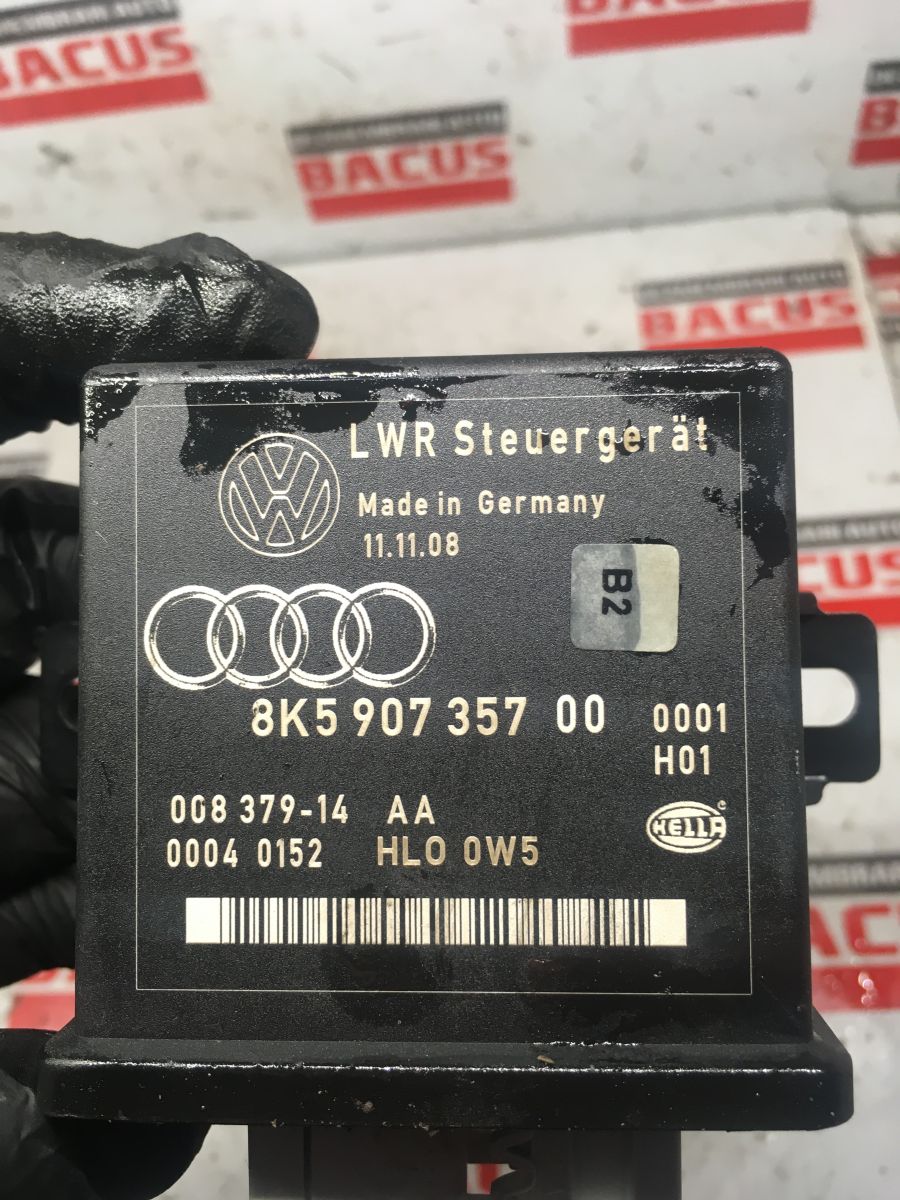 BACUS
BACUS
BACUS
LWR Steuergerät
Made in Germany
11.11.08
B2
8K5 907 357 00 0001
H01
008 379-14 AA
0004 0152 HLO 0W5
HELLA